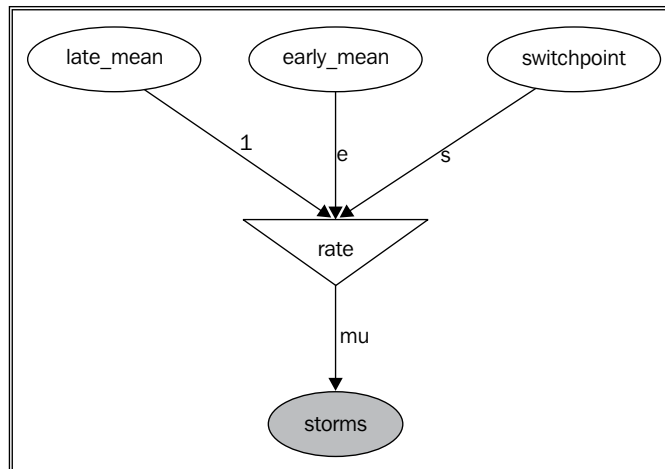 late_mean
early_mean
switchpoint
1
e
s
rate
mu
storms